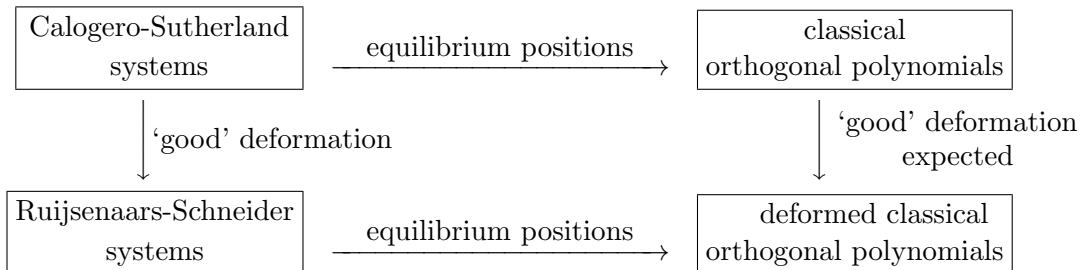 Calogero-Sutherland
systems
equilibrium positions
classical
orthogonal polynomials
‘good’ deformation
‘good’ deformation
expected
Ruijsenaars-Schneider
systems
equilibrium positions
deformed classical
orthogonal polynomials